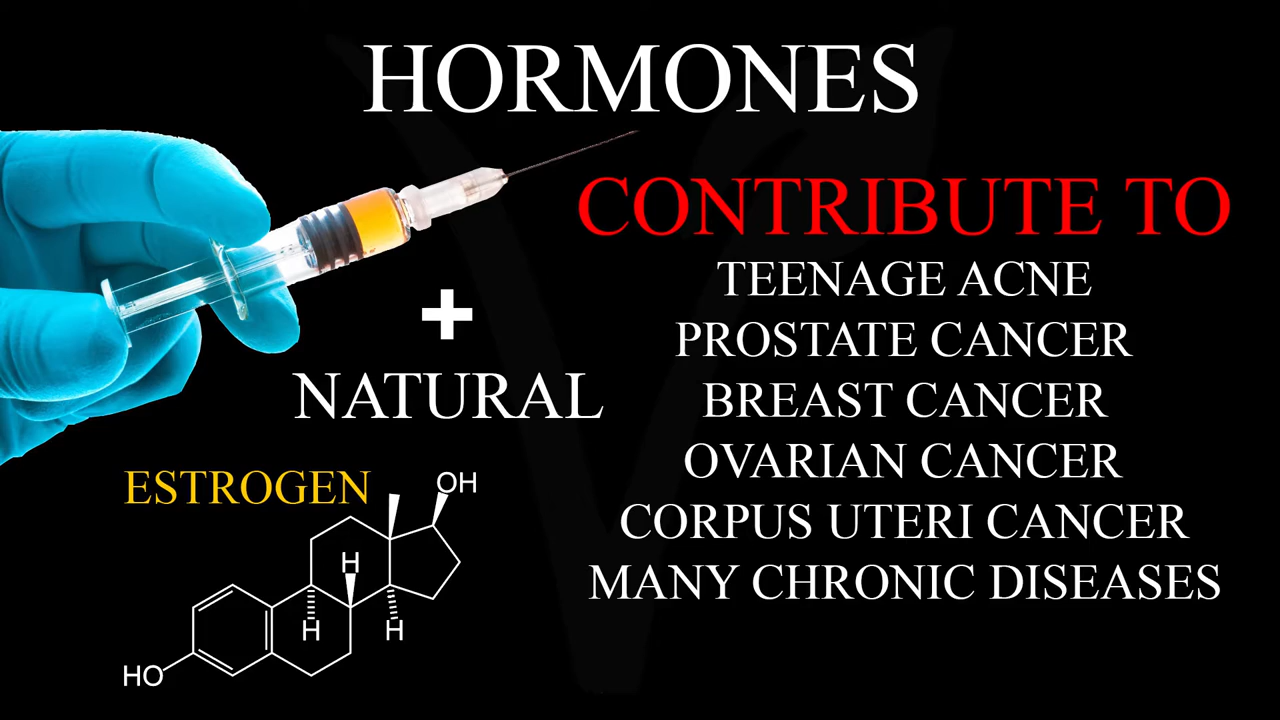 HORMONES
CONTRIBUTE TO
TEENAGE ACNE
PROSTATE CANCER
BREAST CANCER
OVARIAN CANCER
CORPUS UTERI CANCER
MANY CHRONIC DISEASES
+
NATURAL
ESTROGEN
OH
H
H
H
HO